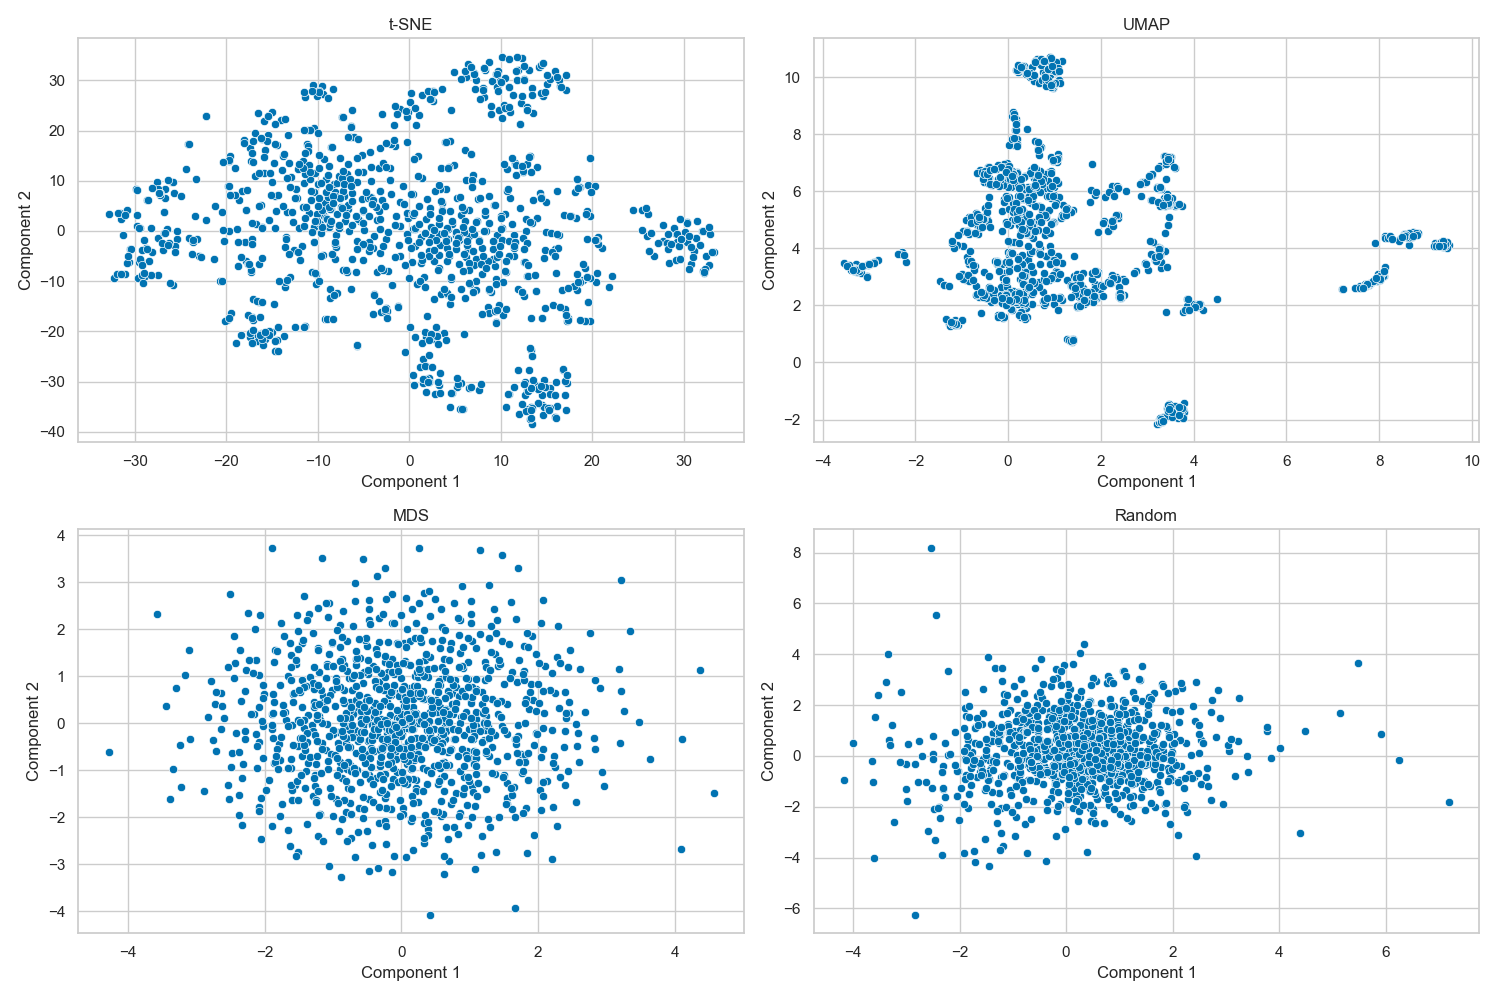 t-SNE
30
20
10
0
−10
−20
−30
−40
Component 2
−30 −20 −10 0 10 20 30
Component 1
UMAP
10
8
6
4
2
0
−2
Component 2
−4 −2 0 2 4 6 8 10
Component 1
MDS
4
3
2
1
0
−1
−2
−3
−4
Component 2
−4 −2 0 2 4
Component 1
Random
8
6
4
2
0
−2
−4
−6
Component 2
−4 −2 0 2 4 6
Component 1